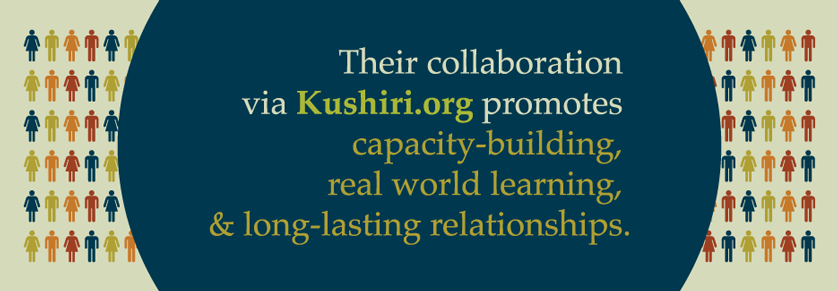 Their collaboration
via Kushiri.org promotes
capacity-building,
real world learning,
& long-lasting relationships.